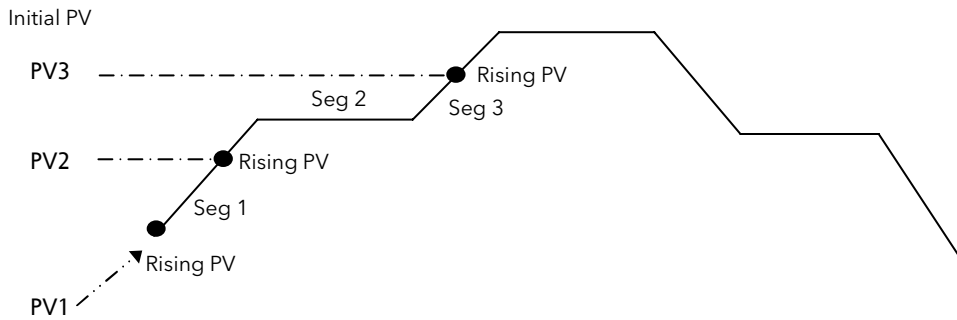 Initial PV
PV3
Rising PV
Seg 2
Seg 3
PV2
Rising PV
Seg 1
Rising PV
PV1